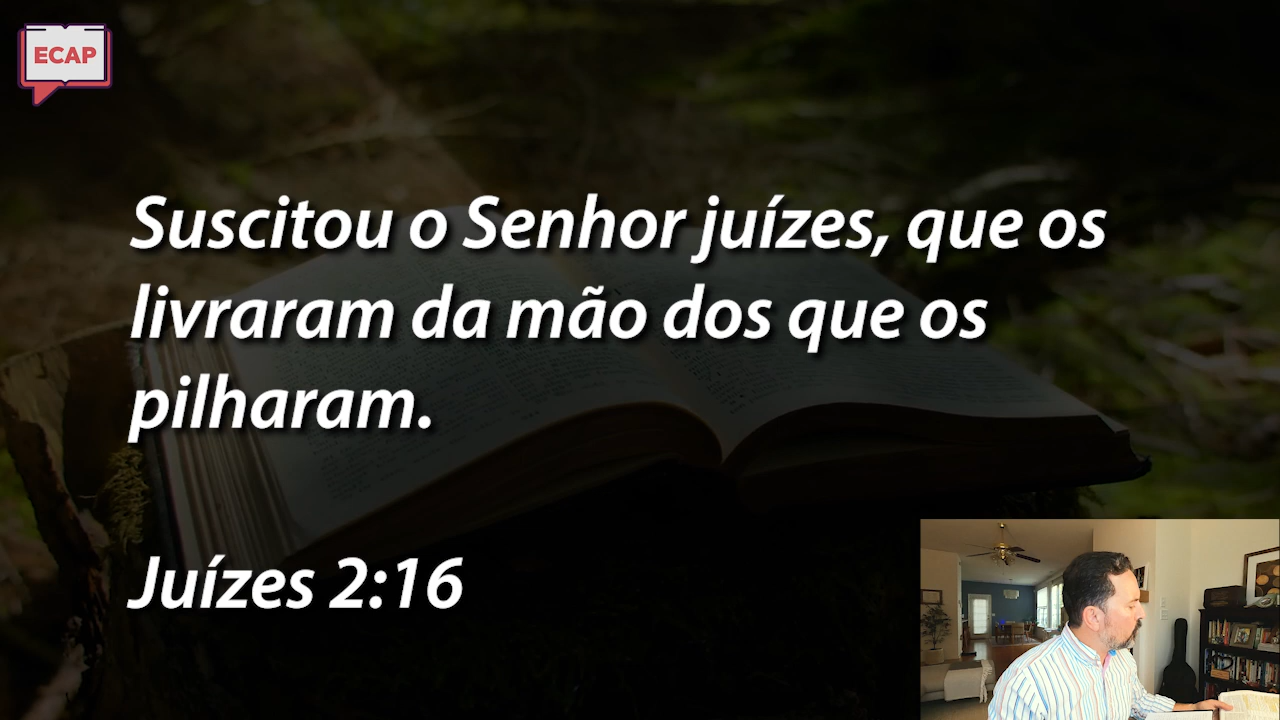 ECAP
Suscitou o Senhor juízes, que os
livraram da mão dos que os
pilharam.
Juízes 2:16